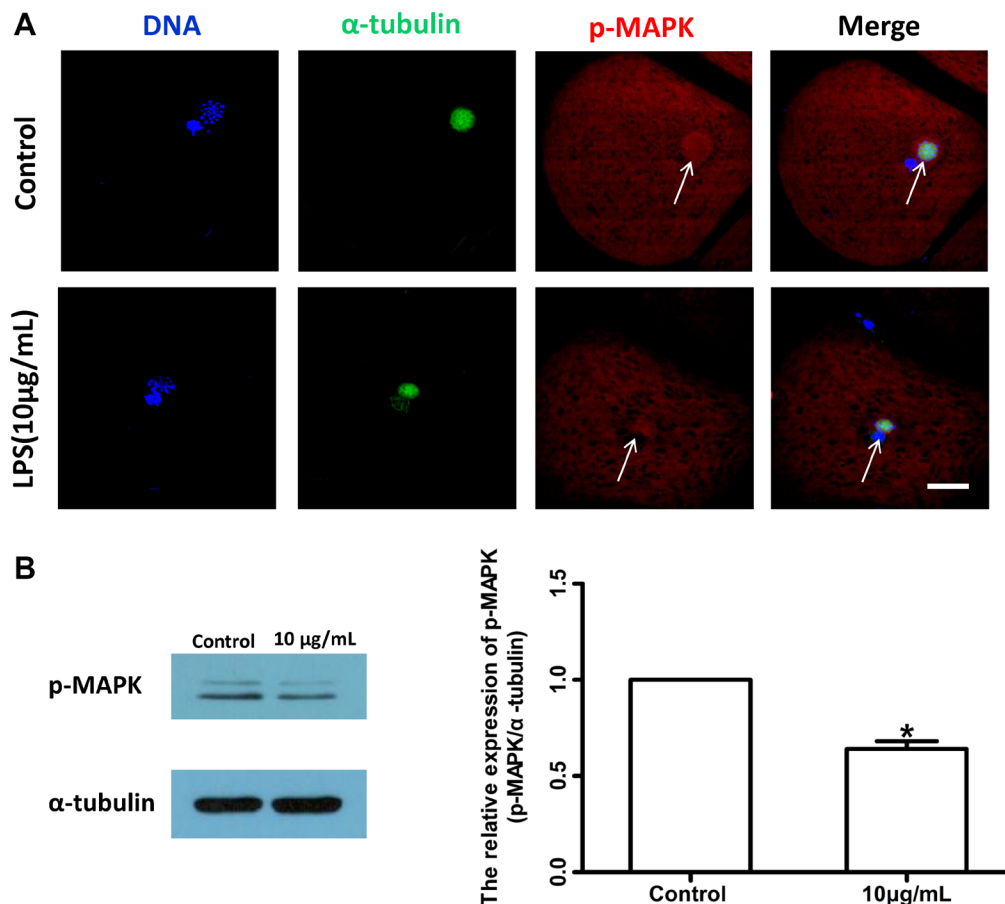 A
DNA
α-tubulin
p-MAPK
Merge
Control
LPS(10µg/mL)
B
Control
10 µg/mL
p-MAPK
α-tubulin
The relative expression of p-MAPK
(p-MAPK/α -tubulin)
1.5
1.0
0.5
0.0
*
Control
10µg/mL